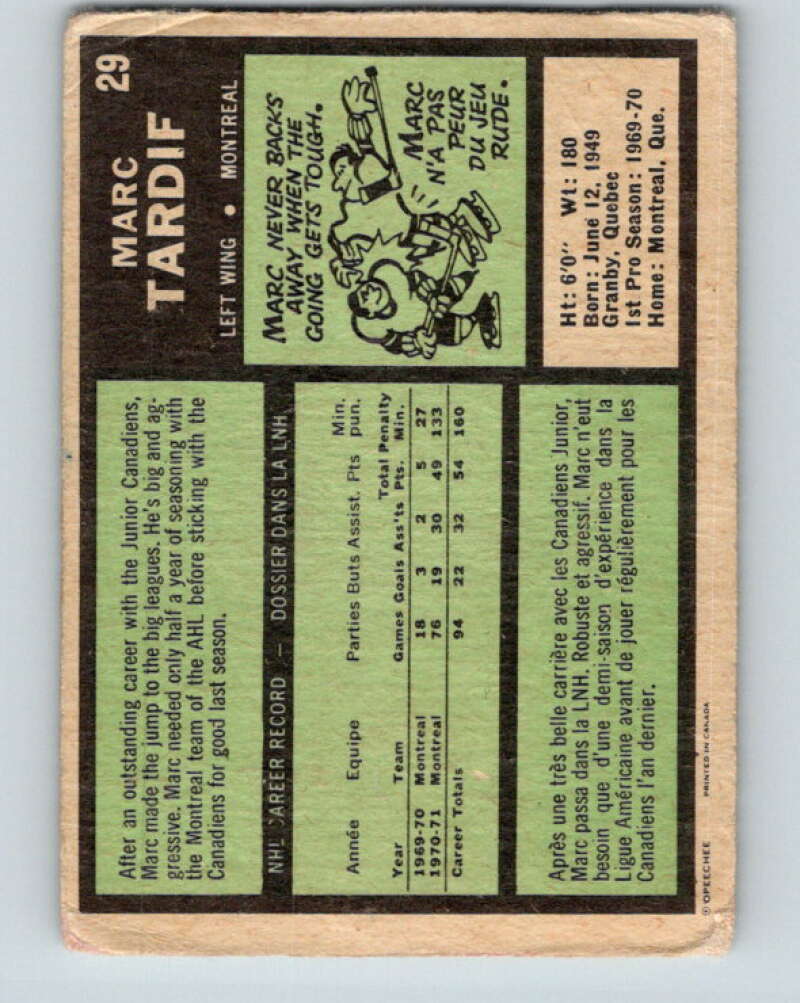 29
MARC
TARDIF
LEFT WING • MONTREAL
MARC NEVER BACKS
AWAY WHEN THE
GOING GETS TOUGH.
MARC
N'A PAS
PEUR
DU JEU
RUDE.
Ht: 6'0" Wt: 180
Born: June 12, 1949
Granby, Quebec
1st Pro Season: 1969-70
Home: Montreal, Que.
After an outstanding career with the Junior Canadiens,
Marc made the jump to the big leagues. He's big and ag-
gressive. Marc needed only half a year of seasoning with
the Montreal team of the AHL before sticking with the
Canadiens for good last season.
NHL CAREER RECORD — DOSSIER DANS LA LNH
Année Equipe Parties Buts Assist. Pts Min. pun.
Year Team Games Goals Ass'ts Total Pts. Penalty Min.
1969-70 Montreal 18 3 2 5 27
1970-71 Montreal 76 19 30 49 133
Career Totals 94 22 32 54 160
Après une très belle carrière avec les Canadiens Junior,
Marc passa dans la LNH. Robuste et agressif. Marc n'eut
besoin que d'une demi-saison d'expérience dans la
Ligue Américaine avant de jouer régulièrement pour les
Canadiens l'an dernier.
© OPEECHEE PRINTED IN CANADA